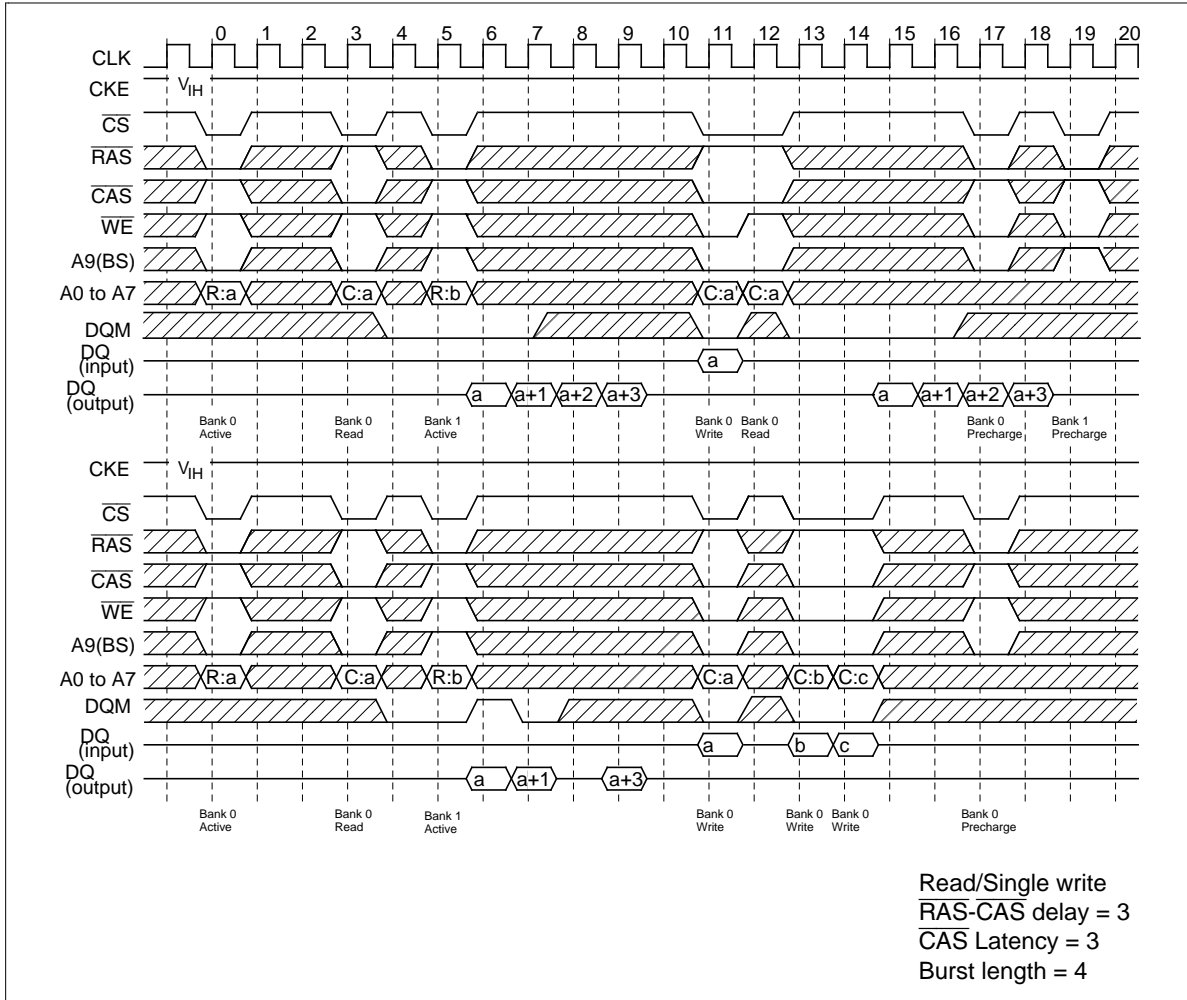 0 1 2 3 4 5 6 7 8 9 10 11 12 13 14 15 16 17 18 19 20
CLK
CKE VIH
CS
RAS
CAS
WE
A9(BS)
A0 to A7 R:a C:a R:b C:a' C:a
DQM
DQ
(input) a
DQ
(output) a a+1 a+2 a+3 a a+1 a+2 a+3
Bank 0 Bank 0 Bank 1 Bank 0 Bank 0 Bank 0 Bank 1
Active Read Active Write Read Precharge Precharge
CKE VIH
CS
RAS
CAS
WE
A9(BS)
A0 to A7 R:a C:a R:b C:a C:b C:c
DQM
DQ
(input) a b c
DQ
(output) a a+1 a+3
Bank 0 Bank 0 Bank 1 Bank 0 Bank 0 Bank 0 Bank 0
Active Read Active Write Write Write Precharge
Read/Single write
RAS-CAS delay = 3
CAS Latency = 3
Burst length = 4